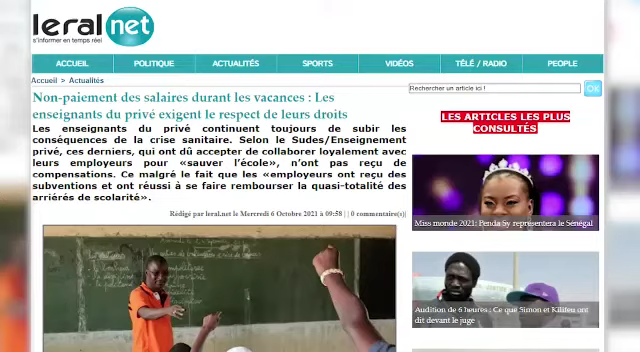 leral net
s'informer en temps réel
ACCUEIL POLITIQUE ACTUALITÉS SPORTS VIDÉOS TÉLÉ / RADIO PEOPLE
Accueil > Actualités
Rechercher un article ici !
Ok
Non-paiement des salaires durant les vacances : Les
enseignants du privé exigent le respect de leurs droits
Les enseignants du privé continuent toujours de subir les
conséquences de la crise sanitaire. Selon le Sudes/Enseignement
privé, ces derniers, qui ont dû accepter de collaborer loyalement avec
leurs employeurs pour «sauver l'école», n'ont pas reçu de
compensations. Ce malgré le fait que les «employeurs ont reçu des
subventions et ont réussi à se faire rembourser la quasi-totalité des
arriérés de scolarité».
Rédigé par leral.net le Mercredi 6 Octobre 2021 à 09:58 | | 0 commentaire(s)|
LES ARTICLES LES PLUS
CONSULTÉS
Miss monde 2021: Penda Sy représentera le Sénégal
Audition de 6 heures : Ce que Simon et Kilifeu ont
dit devant le juge